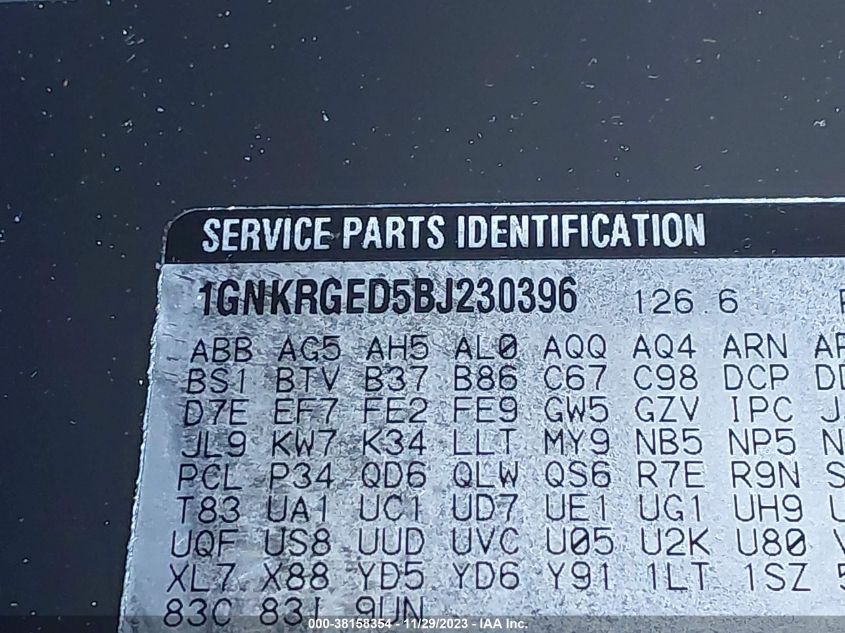 SERVICE PARTS IDENTIFICATION
1GNKRGED5BJ230396 126.6
ABB AG5 AH5 AL0 AQQ AQ4 ARN
BS1 BTV B37 B86 C67 C98 DCP
D7E EF7 FE2 FE9 GW5 GZV IPC
JL9 KW7 K34 LLT MY9 NB5 NP5
PCL P34 QD6 QLW QS6 R7E R9N
T83 UA1 UC1 UD7 UE1 UG1 UH9
UQF US8 UUD UVC U05 U2K U80
XL7 X88 YD5 YD6 Y91 1LT 1SZ
83C 83I 9UN
000-38158354 - 11/29/2023 - IAA Inc.